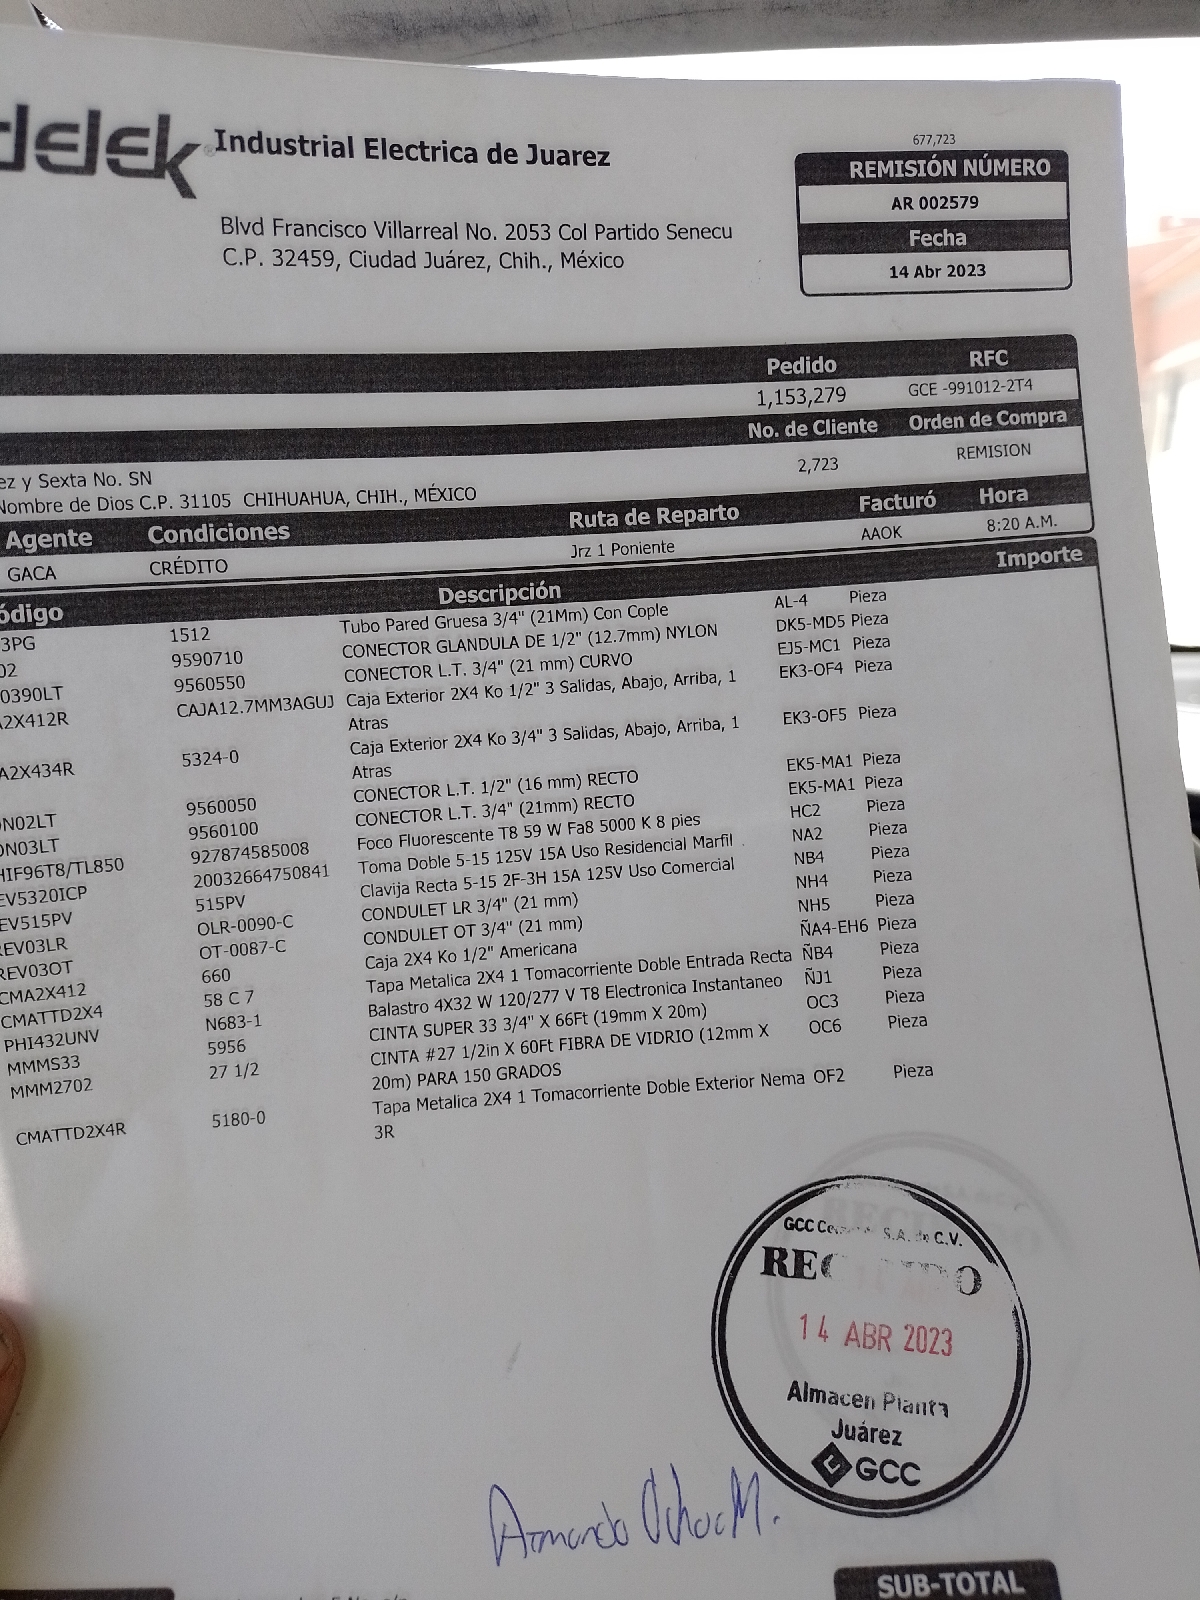 Industrial Electrica de Juarez
677,723
REMISIÓN NÚMERO
AR 002579
Fecha
14 Abr 2023
Blvd Francisco Villarreal No. 2053 Col Partido Senecu
C.P. 32459, Ciudad Juárez, Chih., México
Pedido RFC
1,153,279 GCE -991012-2T4
No. de Cliente Orden de Compra
ez y Sexta No. SN 2,723 REMISION
Nombre de Dios C.P. 31105 CHIHUAHUA, CHIH., MÉXICO
Agente Condiciones Ruta de Reparto Facturó Hora
GACA CRÉDITO Jrz 1 Poniente AAOK 8:20 A.M.
ódigo Descripción Importe
3PG 1512 Tubo Pared Gruesa 3/4" (21Mm) Con Cople AL-4 Pieza
02 9590710 CONECTOR GLANDULA DE 1/2" (12.7mm) NYLON DK5-MD5 Pieza
0390LT 9560550 CONECTOR L.T. 3/4" (21 mm) CURVO EJ5-MC1 Pieza
A2X412R CAJA12.7MM3AGUJ Caja Exterior 2X4 Ko 1/2" 3 Salidas, Abajo, Arriba, 1 EK3-OF4 Pieza
Atras
A2X434R 5324-0 Caja Exterior 2X4 Ko 3/4" 3 Salidas, Abajo, Arriba, 1 EK3-OF5 Pieza
Atras
ON02LT 9560050 CONECTOR L.T. 1/2" (16 mm) RECTO EK5-MA1 Pieza
ON03LT 9560100 CONECTOR L.T. 3/4" (21mm) RECTO EK5-MA1 Pieza
HIF96T8/TL850 927874585008 Foco Fluorescente T8 59 W Fa8 5000 K 8 pies HC2 Pieza
EV5320ICP 20032664750841 Toma Doble 5-15 125V 15A Uso Residencial Marfil NA2 Pieza
EV515PV 515PV Clavija Recta 5-15 2F-3H 15A 125V Uso Comercial NB4 Pieza
REV03LR OLR-0090-C CONDULET LR 3/4" (21 mm) NH4 Pieza
REV03OT OT-0087-C CONDULET OT 3/4" (21 mm) NH5 Pieza
CMA2X412 660 Caja 2X4 Ko 1/2" Americana ÑA4-EH6 Pieza
CMATTD2X4 58 C 7 Tapa Metalica 2X4 1 Tomacorriente Doble Entrada Recta ÑB4 Pieza
PHI432UNV N683-1 Balastro 4X32 W 120/277 V T8 Electronica Instantaneo ÑJ1 Pieza
MMMS33 5956 CINTA SUPER 33 3/4" X 66Ft (19mm X 20m) OC3 Pieza
MMM2702 27 1/2 CINTA #27 1/2in X 60Ft FIBRA DE VIDRIO (12mm X OC6 Pieza
20m) PARA 150 GRADOS
CMATTD2X4R 5180-0 Tapa Metalica 2X4 1 Tomacorriente Doble Exterior Nema OF2 Pieza
3R
GCC S.A. de C.V.
14 ABR 2023
Almacen Planta
Juárez
GCC
Armando Ochoa M.
SUB-TOTAL